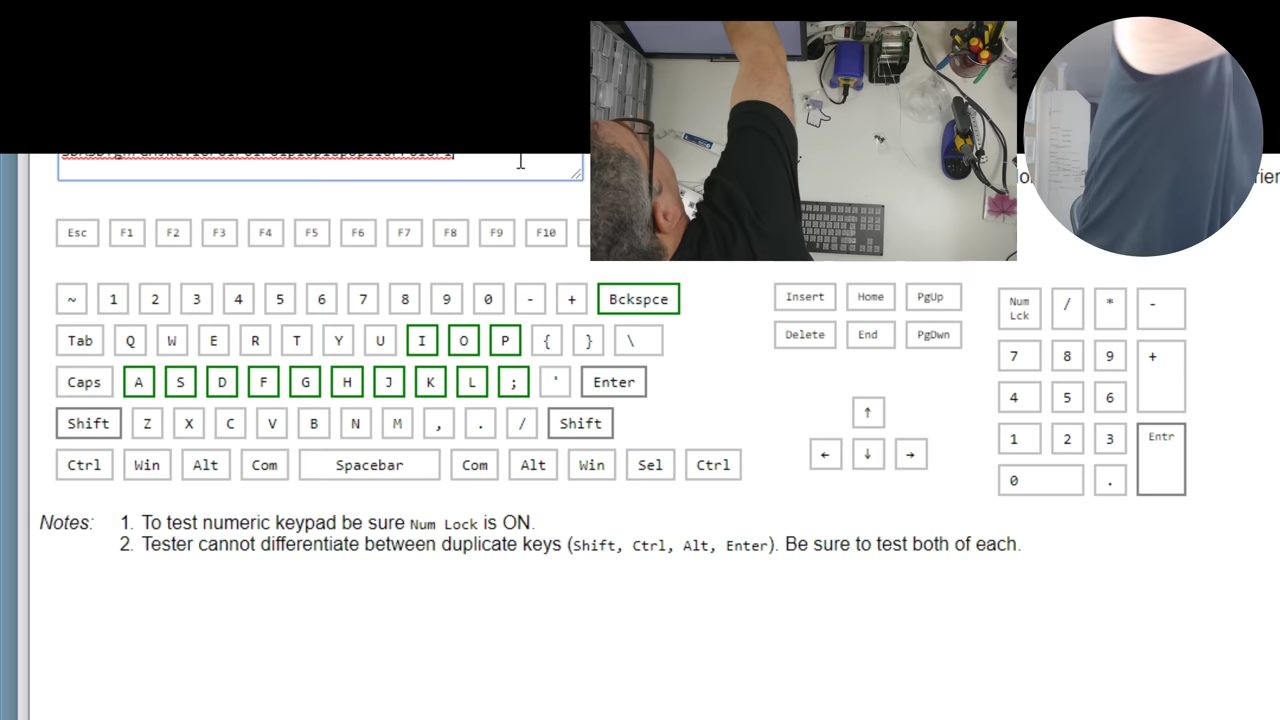 Esc F1 F2 F3 F4 F5 F6 F7 F8 F9 F10
~ 1 2 3 4 5 6 7 8 9 0 - + Bckspce
Insert Home PgUp
Num Lck / * -
Tab Q W E R T Y U I O P { } \
Delete End PgDwn
7 8 9 +
Caps A S D F G H J K L ; ' Enter
4 5 6
Shift Z X C V B N M , . / Shift
↑
1 2 3 Entr
Ctrl Win Alt Com Spacebar Com Alt Win Sel Ctrl
← ↓ →
0 .
Notes: 1. To test numeric keypad be sure Num Lock is ON.
2. Tester cannot differentiate between duplicate keys (Shift, Ctrl, Alt, Enter). Be sure to test both of each.